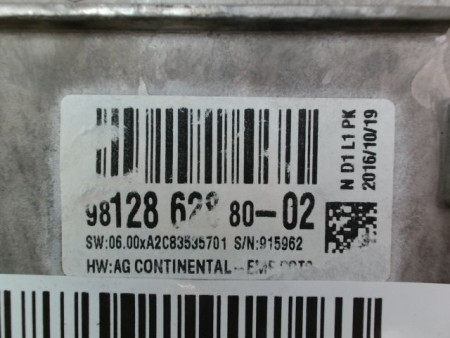 N D1 L1 PK
2016/10/19
98128 80-02
SW:06.00xA2C83535701 S/N:915962
HW:AG CONTINENTAL--